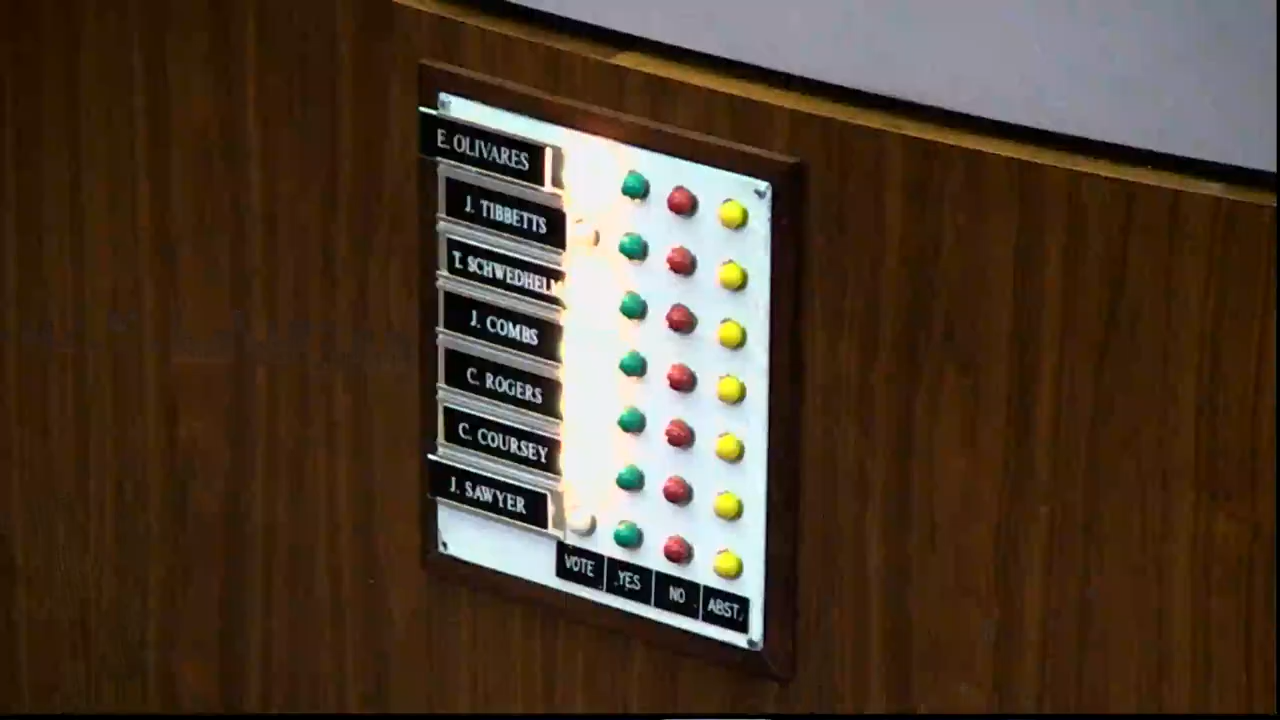 E. OLIVARES
J. TIBBETTS
T. SCHWEDHELM
J. COMBS
C. ROGERS
C. COURSEY
J. SAWYER
VOTE YES NO ABST.